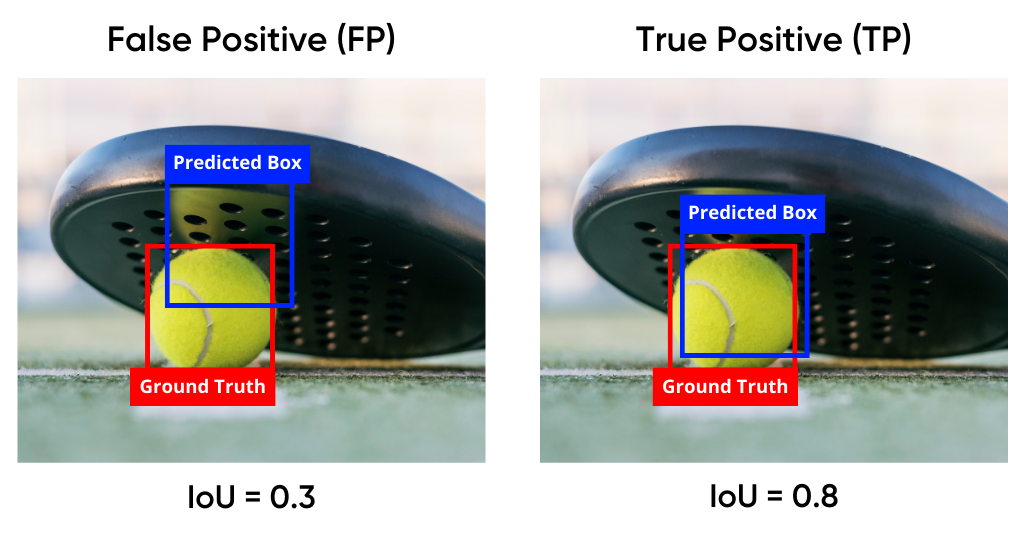 False Positive (FP)
True Positive (TP)
Predicted Box
Ground Truth
Predicted Box
Ground Truth
IoU = 0.3
IoU = 0.8